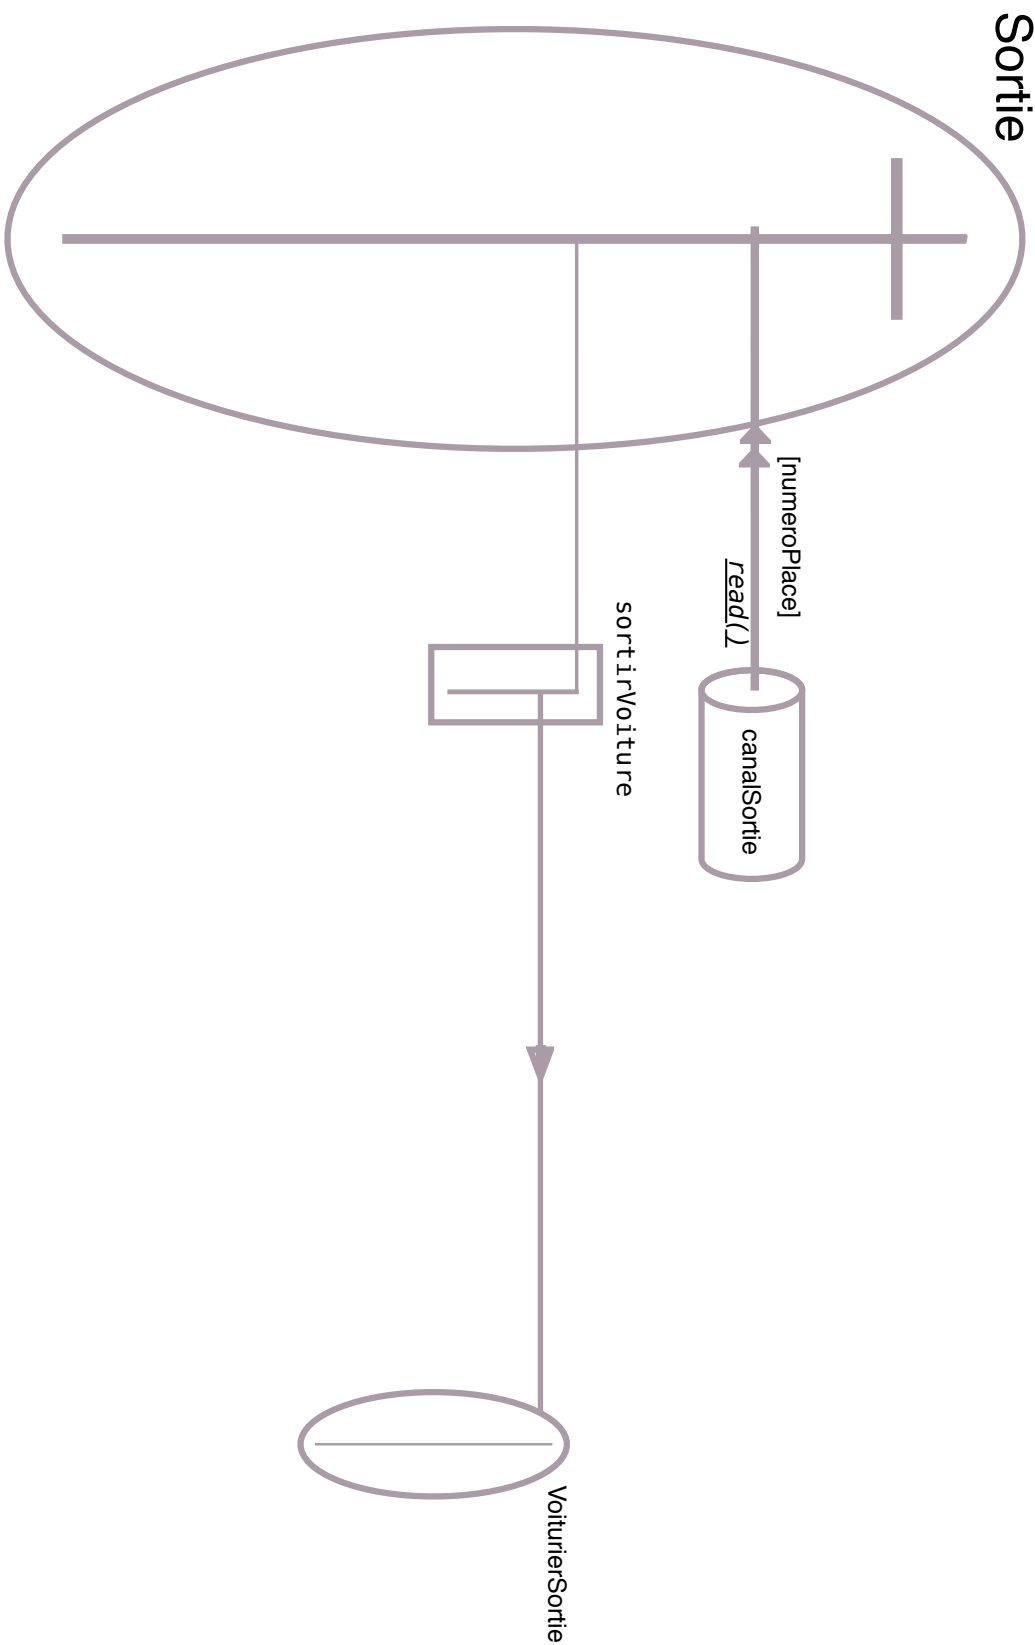 Sortie
[numeroPlace]
read()
canalSortie
sortirVoiture
VoiturierSortie